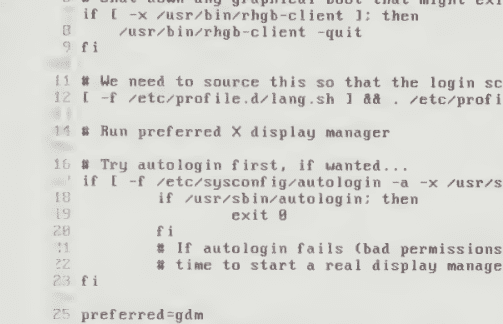 if [ -x /usr/bin/rhgb-client ]; then
8 /usr/bin/rhgb-client -quit
9 fi
11 # We need to source this so that the login sc
12 [ -f /etc/profile.d/lang.sh ] && . /etc/profi
14 # Run preferred X display manager
16 # Try autologin first, if wanted...
if [ -f /etc/sysconfig/autologin -a -x /usr/s
18 if /usr/sbin/autologin; then
19 exit 0
20 fi
21 # If autologin fails (bad permissions
22 # time to start a real display manage
23 fi
25 preferred=gdm